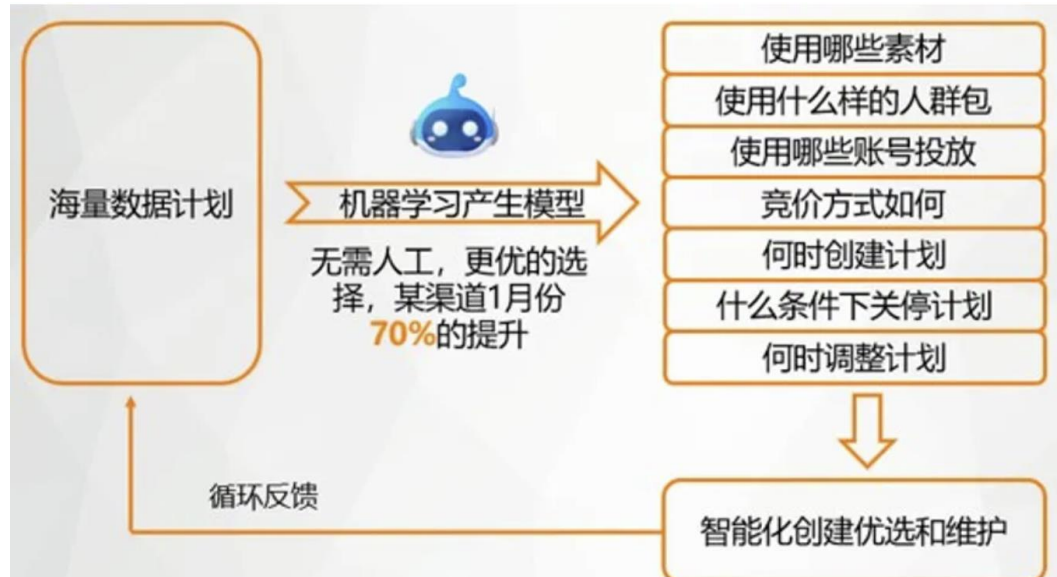 海量数据计划
机器学习产生模型
无需人工，更优的选
择，某渠道1月份
70%的提升
使用哪些素材
使用什么样的人群包
使用哪些账号投放
竞价方式如何
何时创建计划
什么条件下关停计划
何时调整计划
智能化创建优选和维护
循环反馈